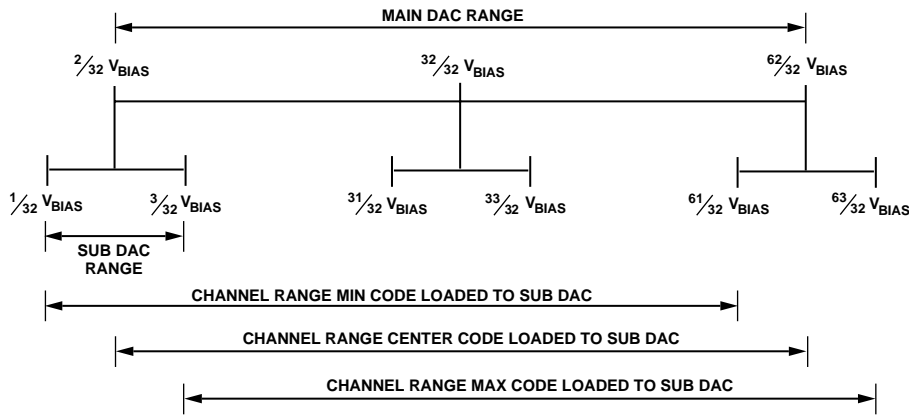 MAIN DAC RANGE
2/32 VBIAS
32/32 VBIAS
62/32 VBIAS
1/32 VBIAS
3/32 VBIAS
31/32 VBIAS
33/32 VBIAS
61/32 VBIAS
63/32 VBIAS
SUB DAC
RANGE
CHANNEL RANGE MIN CODE LOADED TO SUB DAC
CHANNEL RANGE CENTER CODE LOADED TO SUB DAC
CHANNEL RANGE MAX CODE LOADED TO SUB DAC